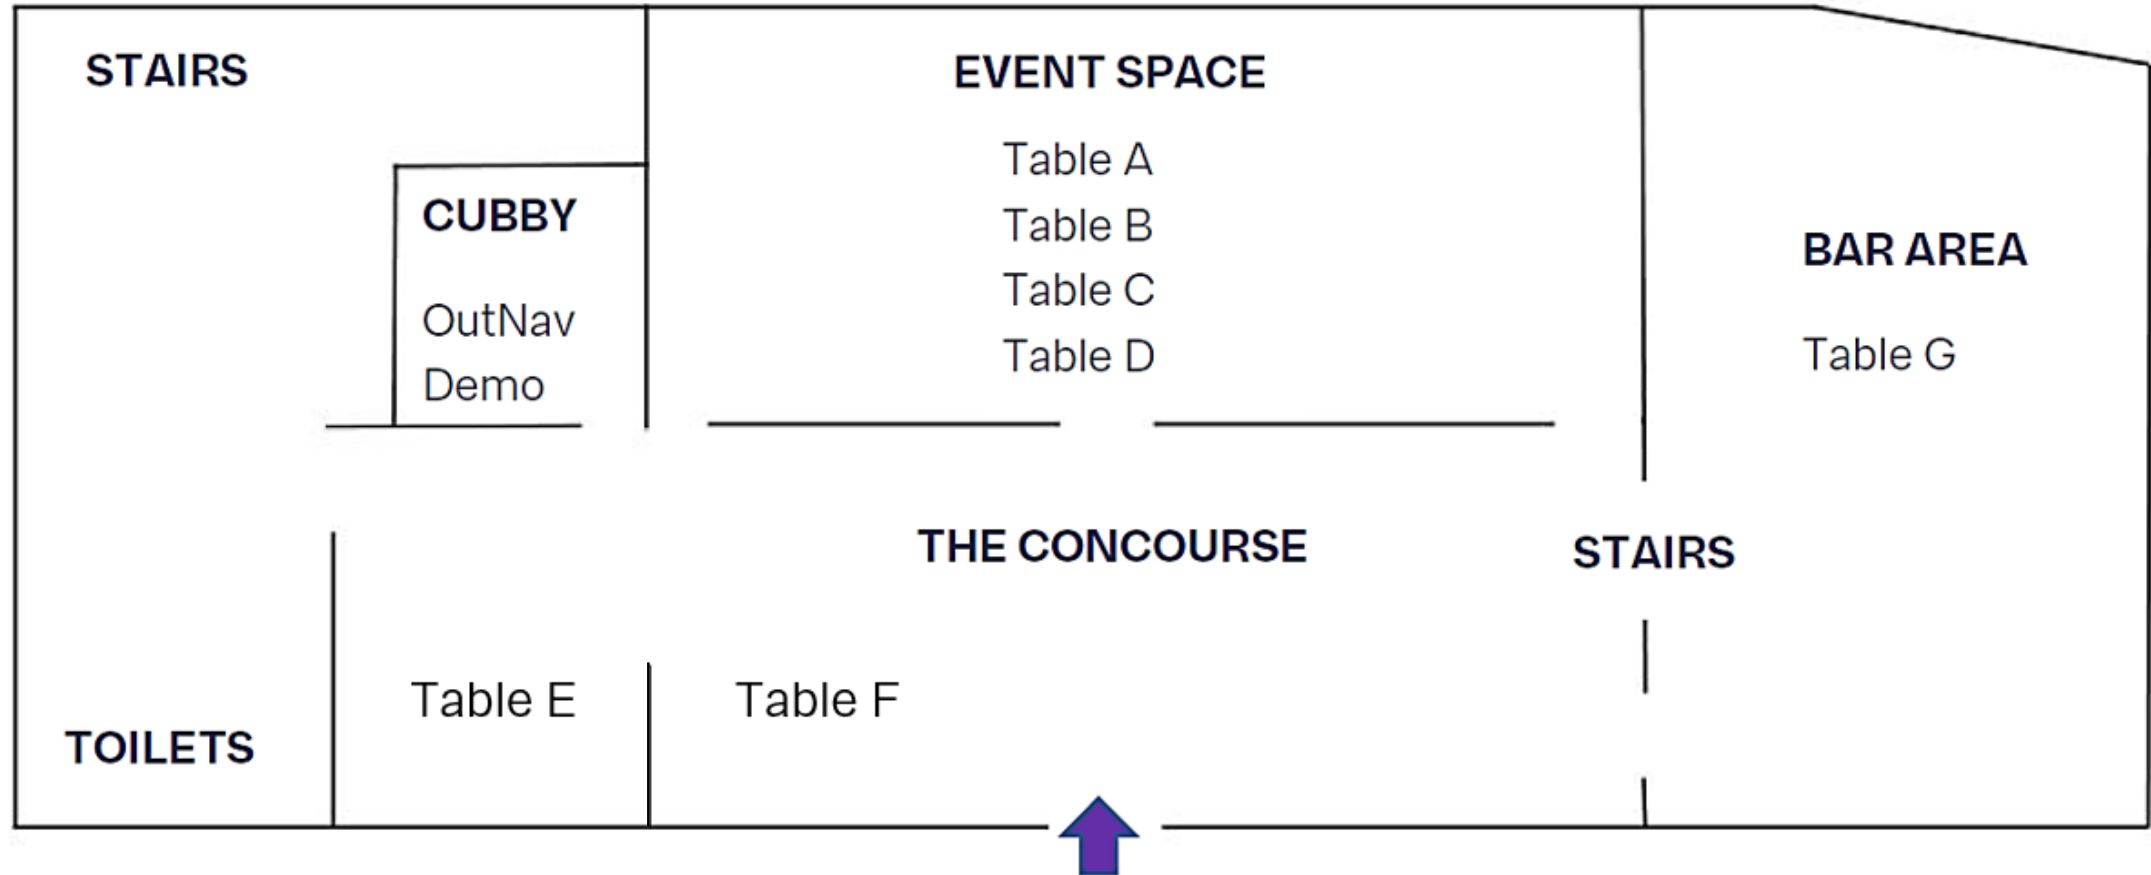 STAIRS
CUBBY
OutNav
Demo
EVENT SPACE
Table A
Table B
Table C
Table D
BAR AREA
Table G
THE CONCOURSE
STAIRS
Table E
Table F
TOILETS